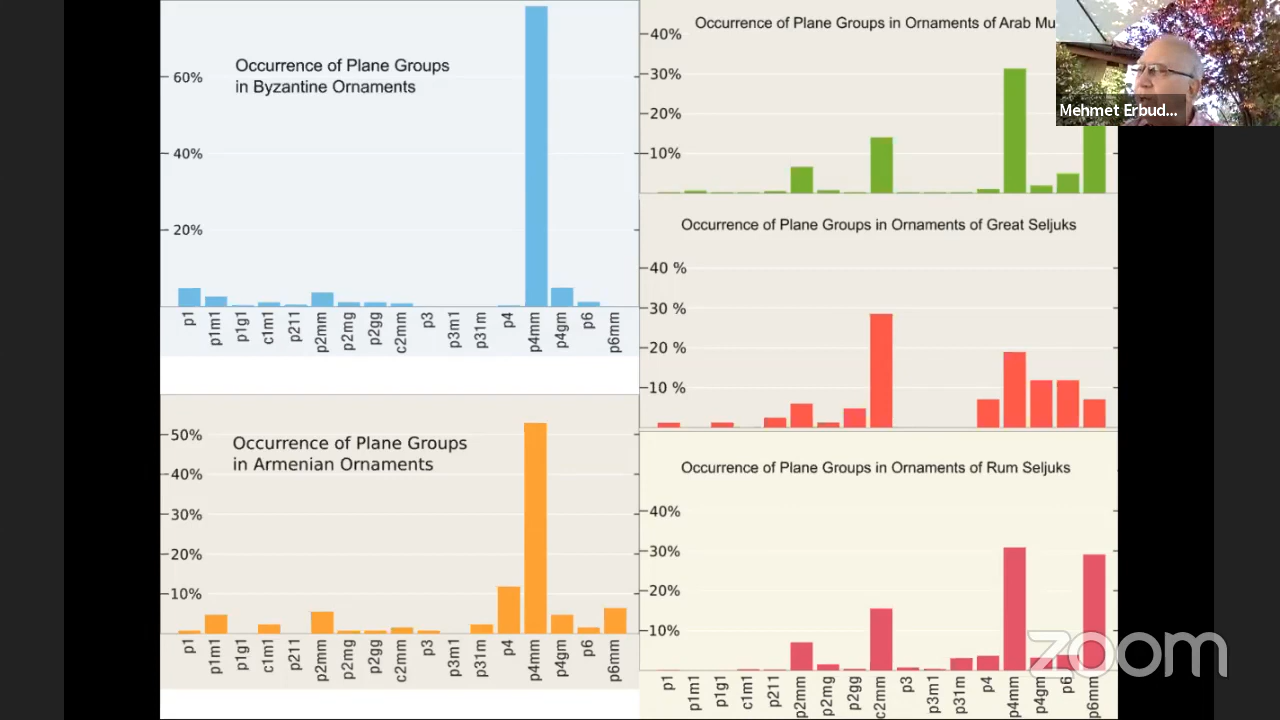 Occurrence of Plane Groups
in Byzantine Ornaments
60%
40%
20%
p1
p1m1
p1g1
c1m1
p211
p2mm
p2mg
p2gg
c2mm
p3
p3m1
p31m
p4
p4mm
p4gm
p6
p6mm
Occurrence of Plane Groups
in Armenian Ornaments
50%
40%
30%
20%
10%
p1
p1m1
p1g1
c1m1
p211
p2mm
p2mg
p2gg
c2mm
p3
p3m1
p31m
p4
p4mm
p4gm
p6
p6mm
Occurrence of Plane Groups in Ornaments of Arab Mu
40%
30%
20%
10%
Mehmet Erbud...
Occurrence of Plane Groups in Ornaments of Great Seljuks
40 %
30 %
20 %
10 %
Occurrence of Plane Groups in Ornaments of Rum Seljuks
40%
30%
20%
10%
p1
p1m1
p1g1
c1m1
p211
p2mm
p2mg
p2gg
c2mm
p3
p3m1
p31m
p4
p4mm
p4gm
p6
p6mm
zoom